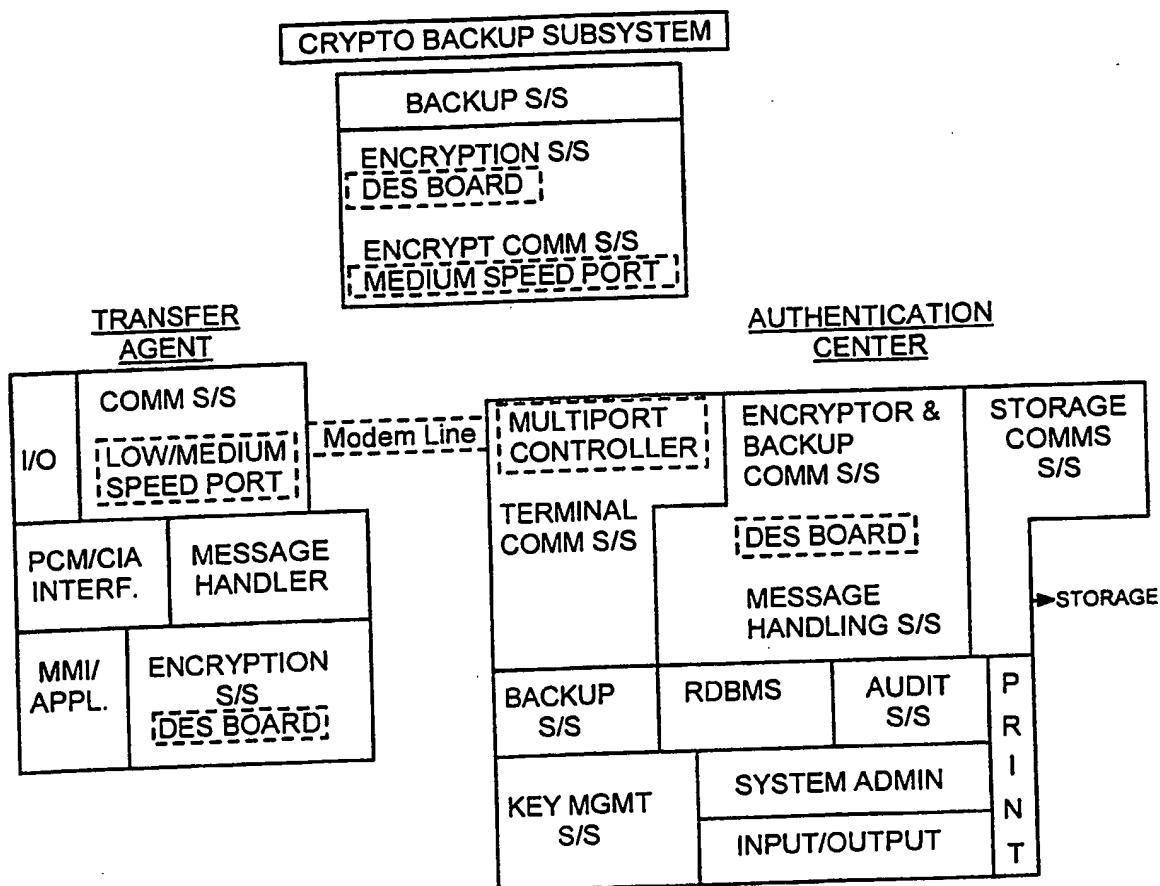 CRYPTO BACKUP SUBSYSTEM
BACKUP S/S
ENCRYPTION S/S
DES BOARD
ENCRYPT COMM S/S
MEDIUM SPEED PORT
TRANSFER
AGENT
I/O
COMM S/S
LOW/MEDIUM
SPEED PORT
Modem Line
PCM/CIA
INTERF.
MESSAGE
HANDLER
MMI/
APPL.
ENCRYPTION
S/S
DES BOARD
AUTHENTICATION
CENTER
MULTIPORT
CONTROLLER
TERMINAL
COMM S/S
ENCRYPTOR &
BACKUP
COMM S/S
DES BOARD
MESSAGE
HANDLING S/S
STORAGE
COMMS
S/S
STORAGE
BACKUP
S/S
RDBMS
AUDIT
S/S
PRINT
KEY MGMT
S/S
SYSTEM ADMIN
INPUT/OUTPUT